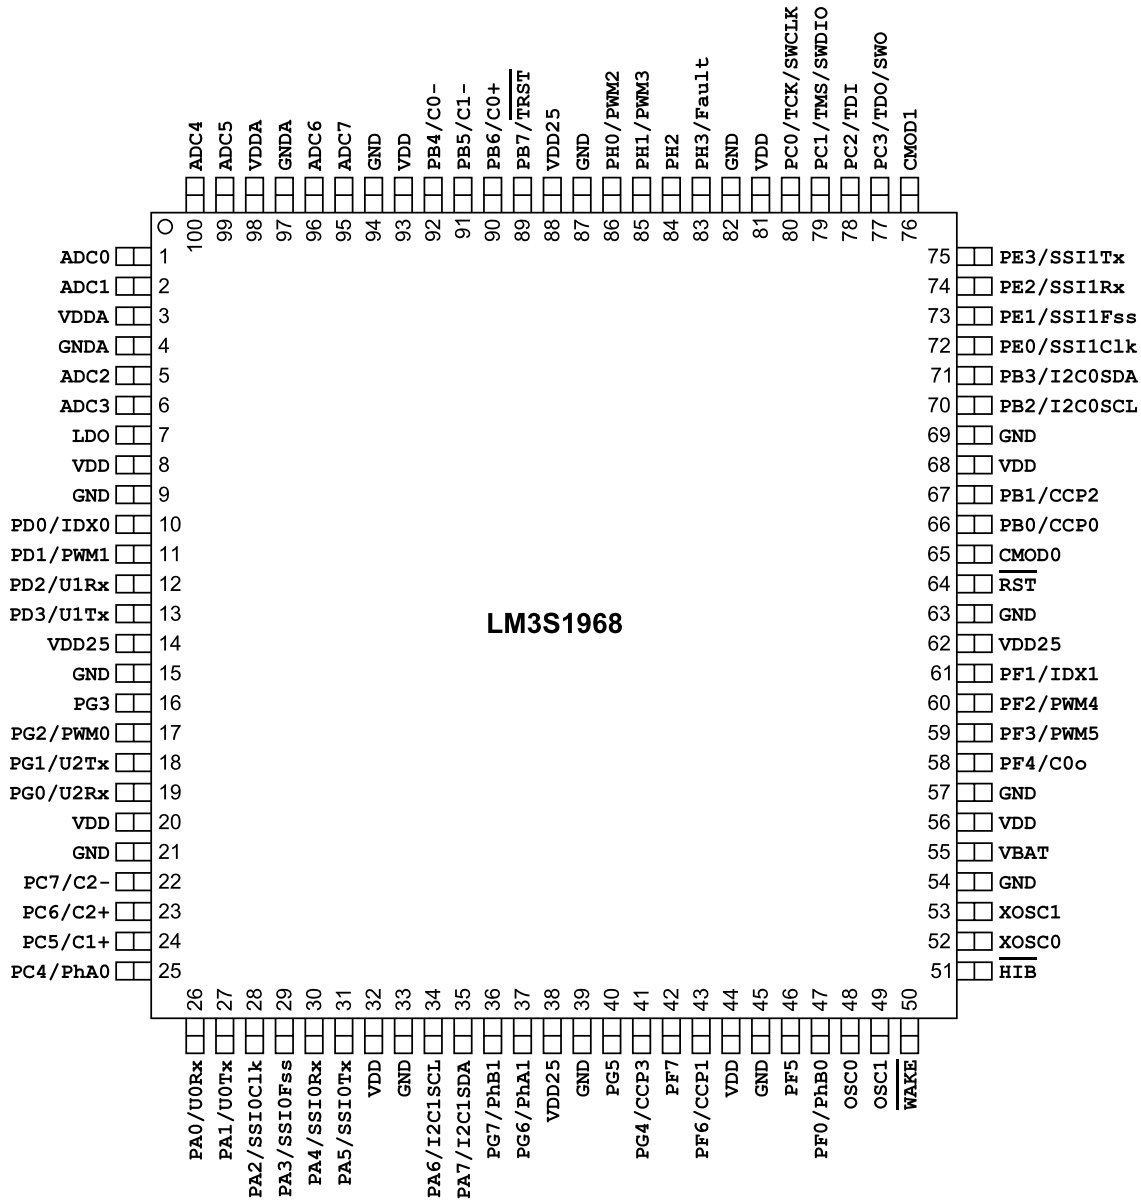 ADC4 100
ADC5 99
VDDA 98
GNDA 97
ADC6 96
ADC7 95
GND 94
VDD 93
PB4/C0- 92
PB5/C1- 91
PB6/C0+ 90
PB7/TRST 89
VDD25 88
GND 87
PH0/PWM2 86
PH1/PWM3 85
PH2 84
PH3/Fault 83
GND 82
VDD 81
PC0/TCK/SWCLK 80
PC1/TMS/SWDIO 79
PC2/TDI 78
PC3/TDO/SWO 77
CMOD1 76
ADC0 1
ADC1 2
VDDA 3
GNDA 4
ADC2 5
ADC3 6
LDO 7
VDD 8
GND 9
PD0/IDX0 10
PD1/PWM1 11
PD2/U1Rx 12
PD3/U1Tx 13
VDD25 14
GND 15
PG3 16
PG2/PWM0 17
PG1/U2Tx 18
PG0/U2Rx 19
VDD 20
GND 21
PC7/C2- 22
PC6/C2+ 23
PC5/C1+ 24
PC4/PhA0 25
LM3S1968
75 PE3/SSI1Tx
74 PE2/SSI1Rx
73 PE1/SSI1Fss
72 PE0/SSI1Clk
71 PB3/I2C0SDA
70 PB2/I2C0SCL
69 GND
68 VDD
67 PB1/CCP2
66 PB0/CCP0
65 CMOD0
64 RST
63 GND
62 VDD25
61 PF1/IDX1
60 PF2/PWM4
59 PF3/PWM5
58 PF4/C0o
57 GND
56 VDD
55 VBAT
54 GND
53 XOSC1
52 XOSC0
51 HIB
26 PA0/U0Rx
27 PA1/U0Tx
28 PA2/SSI0Clk
29 PA3/SSI0Fss
30 PA4/SSI0Rx
31 PA5/SSI0Tx
32 VDD
33 GND
34 PA6/I2C1SCL
35 PA7/I2C1SDA
36 PG7/PhB1
37 PG6/PhA1
38 VDD25
39 GND
40 PG5
41 PG4/CCP3
42 PF7
43 PF6/CCP1
44 VDD
45 GND
46 PF5
47 PF0/PhB0
48 OSC0
49 OSC1
50 WAKE